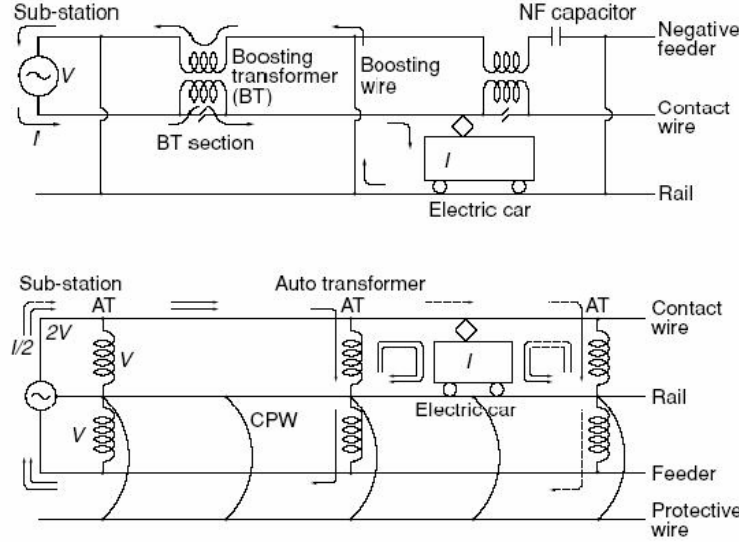 Sub-station
NF capacitor
Negative
feeder
V
Boosting
transformer
(BT)
Boosting
wire
I
BT section
Contact
wire
I
Rail
Electric car
Sub-station
Auto transformer
AT
AT
AT
Contact
wire
I/2
2V
V
I
Rail
Electric car
V
CPW
Feeder
Protective
wire